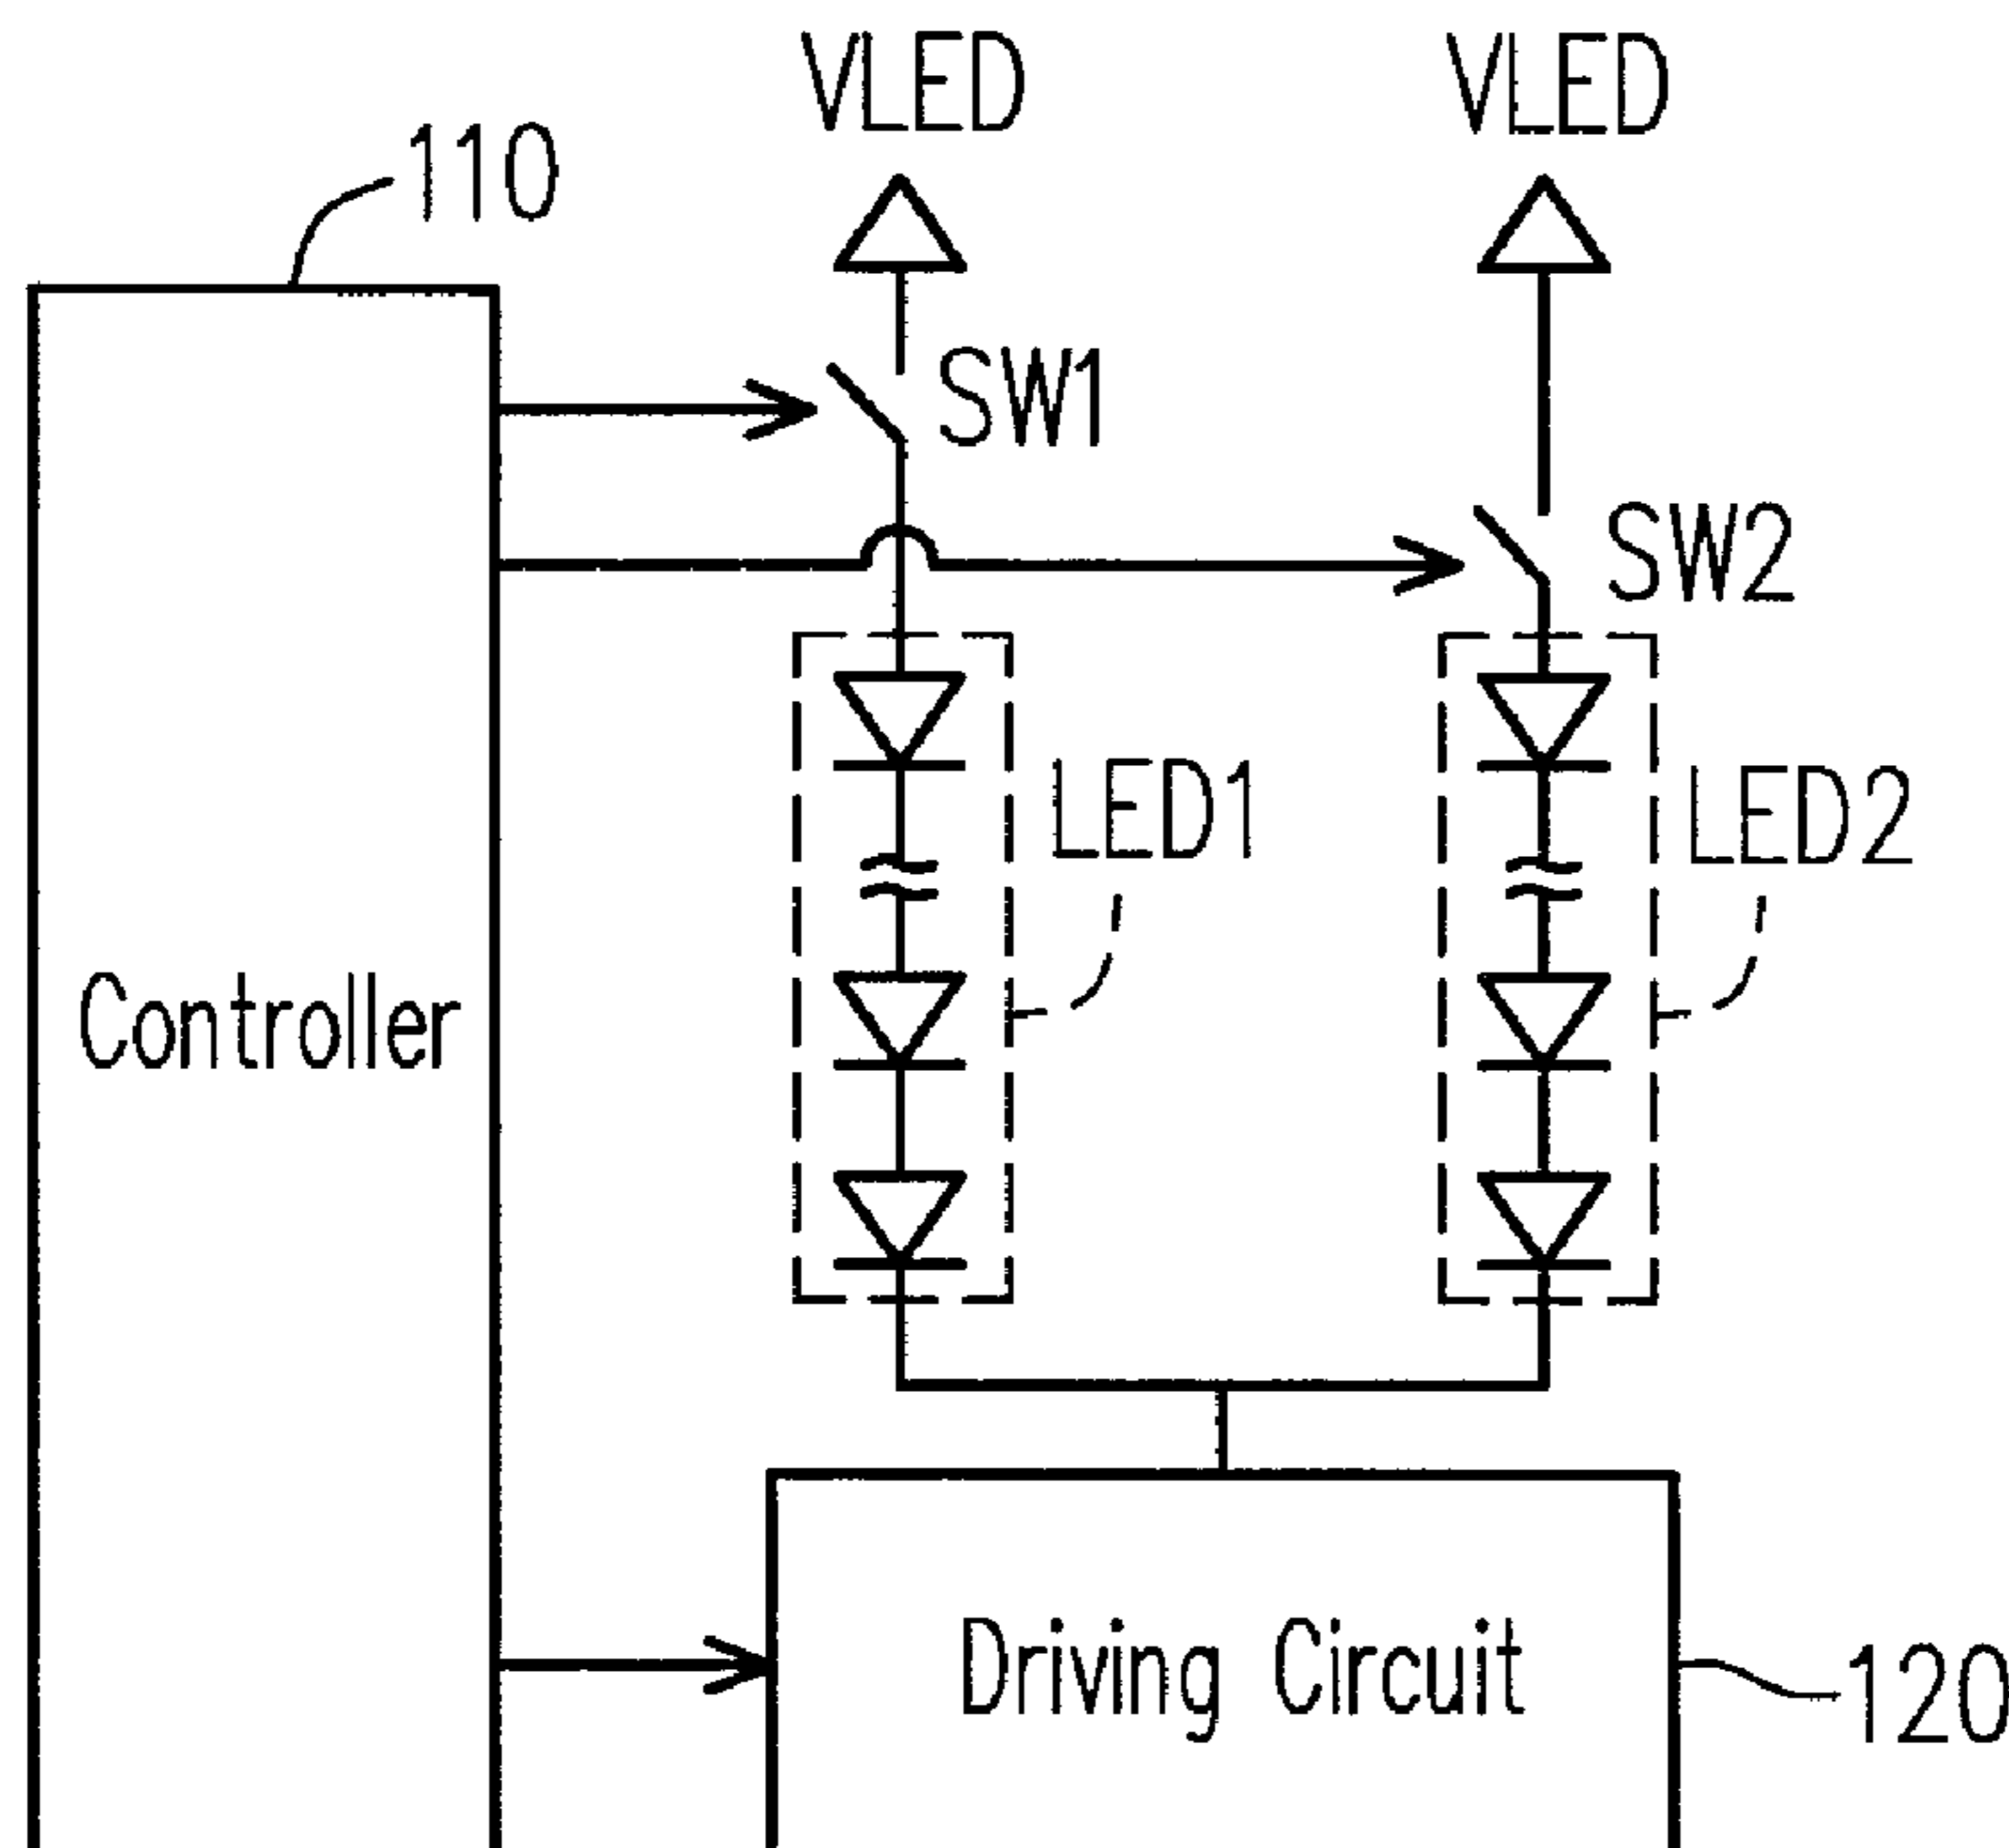 VLED
VLED
110
SW1
SW2
LED1
LED2
Controller
Driving Circuit
120